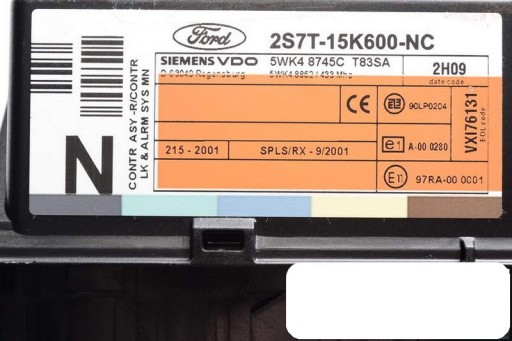 Ford
2S7T-15K600-NC
SIEMENS VDO
5WK4 8745C T83SA
2H09
D-93040 Regensburg
5WK4 8852 / 433 Mhz
date code
CE
90LP0204
215 - 2001
SPLS/RX - 9/2001
e1
A-00 0280
E11
97RA-00 0001
VXI76131
EOL code
N
CONTR ASY -R/CONTR
LK & ALRM SYS MN